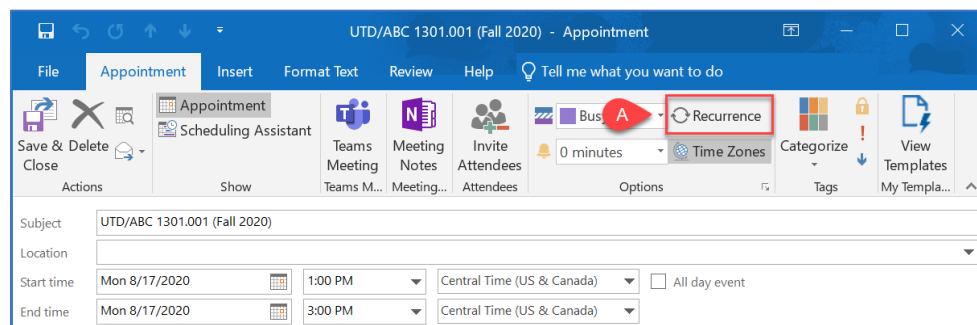 UTD/ABC 1301.001 (Fall 2020) - Appointment
File Appointment Insert Format Text Review Help Tell me what you want to do
Save & Close
Delete
Actions
Appointment
Scheduling Assistant
Show
Teams Meeting
Teams M...
Meeting Notes
Meeting...
Invite Attendees
Attendees
A
Recurrence
0 minutes
Time Zones
Options
Categorize
Tags
View Templates
My Templa...
Subject UTD/ABC 1301.001 (Fall 2020)
Location
Start time Mon 8/17/2020 1:00 PM Central Time (US & Canada) All day event
End time Mon 8/17/2020 3:00 PM Central Time (US & Canada)